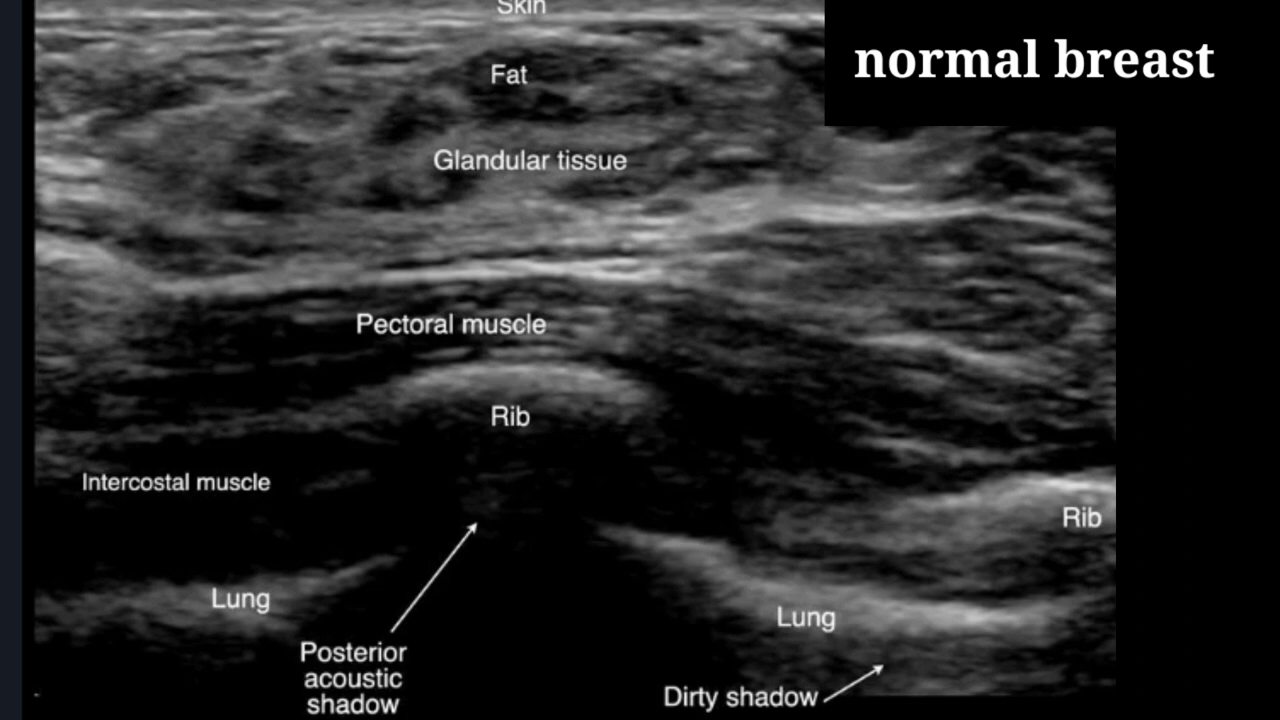 Skin
normal breast
Fat
Glandular tissue
Pectoral muscle
Rib
Intercostal muscle
Rib
Lung
Lung
Posterior
acoustic
shadow
Dirty shadow